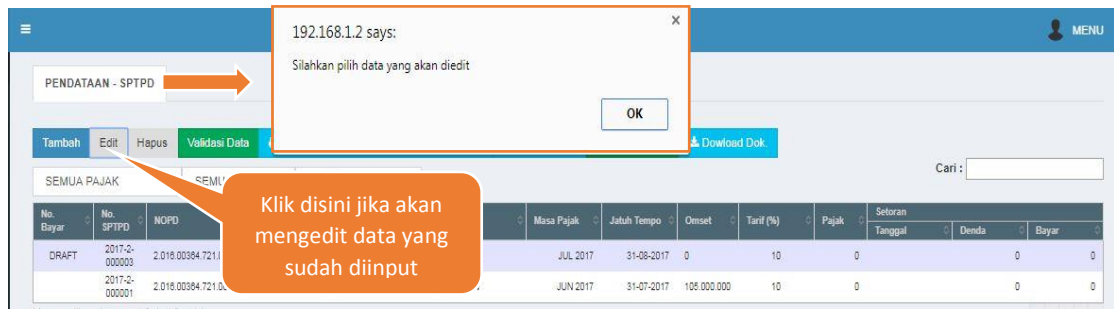 192.168.1.2 says:
MENU
Silahkan pilih data yang akan diedit
PENDATAAN - SPTPD
OK
Tambah Edit Hapus Validasi Data Dowload Dok.
Cari :
SEMUA PAJAK
Klik disini jika akan
mengedit data yang
sudah diinput
No. Bayar No. SPTPD NOPD Masa Pajak Jatuh Tempo Omset Tarif (%) Pajak Setoran
Tanggal Denda Bayar
DRAFT 2017-2-000003 JUL 2017 31-08-2017 0 10 0 0 0
2017-2-000001 JUN 2017 31-07-2017 105.000.000 10 0 0 0